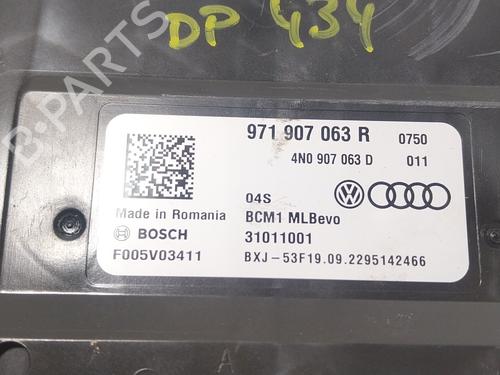 DP 434
B-PARTS
971 907 063 R 0750
4N0 907 063 D 011
04S
Made in Romania BCM1 MLBevo
BOSCH 31011001
F005V03411 BXJ-53F19.09.2295142466
A